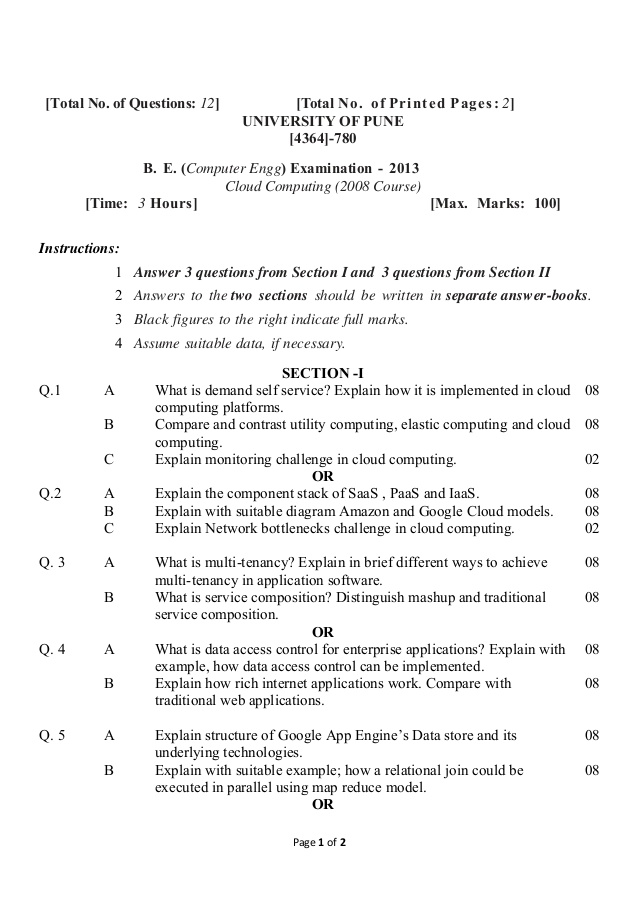 [Total No. of Questions: 12] [Total No. of Printed Pages: 2]
UNIVERSITY OF PUNE
[4364]-780
B. E. (Computer Engg) Examination - 2013
Cloud Computing (2008 Course)
[Time: 3 Hours] [Max. Marks: 100]
Instructions:
1 Answer 3 questions from Section I and 3 questions from Section II
2 Answers to the two sections should be written in separate answer-books.
3 Black figures to the right indicate full marks.
4 Assume suitable data, if necessary.
SECTION -I
Q.1 A What is demand self service? Explain how it is implemented in cloud 08
computing platforms.
B Compare and contrast utility computing, elastic computing and cloud 08
computing.
C Explain monitoring challenge in cloud computing. 02
OR
Q.2 A Explain the component stack of SaaS , PaaS and IaaS. 08
B Explain with suitable diagram Amazon and Google Cloud models. 08
C Explain Network bottlenecks challenge in cloud computing. 02
Q. 3 A What is multi-tenancy? Explain in brief different ways to achieve 08
multi-tenancy in application software.
B What is service composition? Distinguish mashup and traditional 08
service composition.
OR
Q. 4 A What is data access control for enterprise applications? Explain with 08
example, how data access control can be implemented.
B Explain how rich internet applications work. Compare with 08
traditional web applications.
Q. 5 A Explain structure of Google App Engine’s Data store and its 08
underlying technologies.
B Explain with suitable example; how a relational join could be 08
executed in parallel using map reduce model.
OR
Page 1 of 2